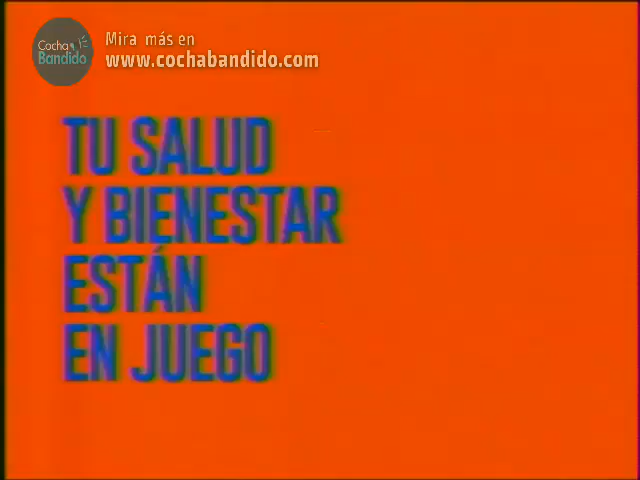 Cocha
Bandido
Mira más en
www.cochabandido.com
TU SALUD
Y BIENESTAR
ESTÁN
EN JUEGO